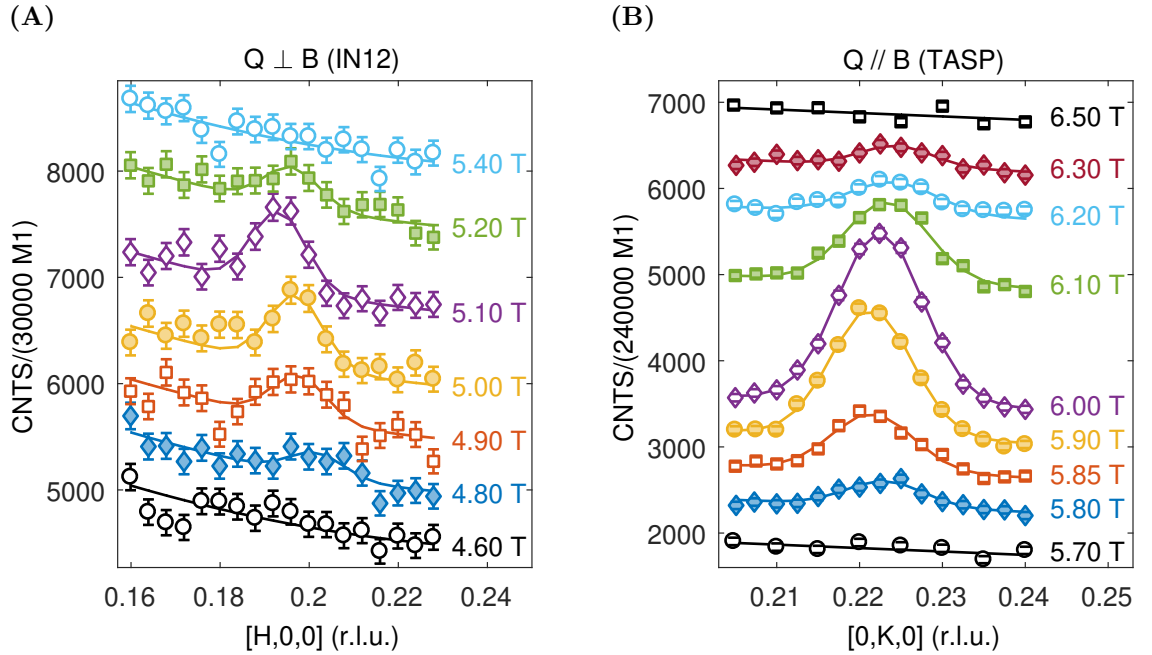 (A)
Q ⊥ B (IN12)
CNTS/(30000 M1)
8000
7000
6000
5000
5.40 T
5.20 T
5.10 T
5.00 T
4.90 T
4.80 T
4.60 T
0.16
0.18
0.2
0.22
0.24
[H,0,0] (r.l.u.)
(B)
Q // B (TASP)
CNTS/(240000 M1)
7000
6000
5000
4000
3000
2000
6.50 T
6.30 T
6.20 T
6.10 T
6.00 T
5.90 T
5.85 T
5.80 T
5.70 T
0.21
0.22
0.23
0.24
0.25
[0,K,0] (r.l.u.)